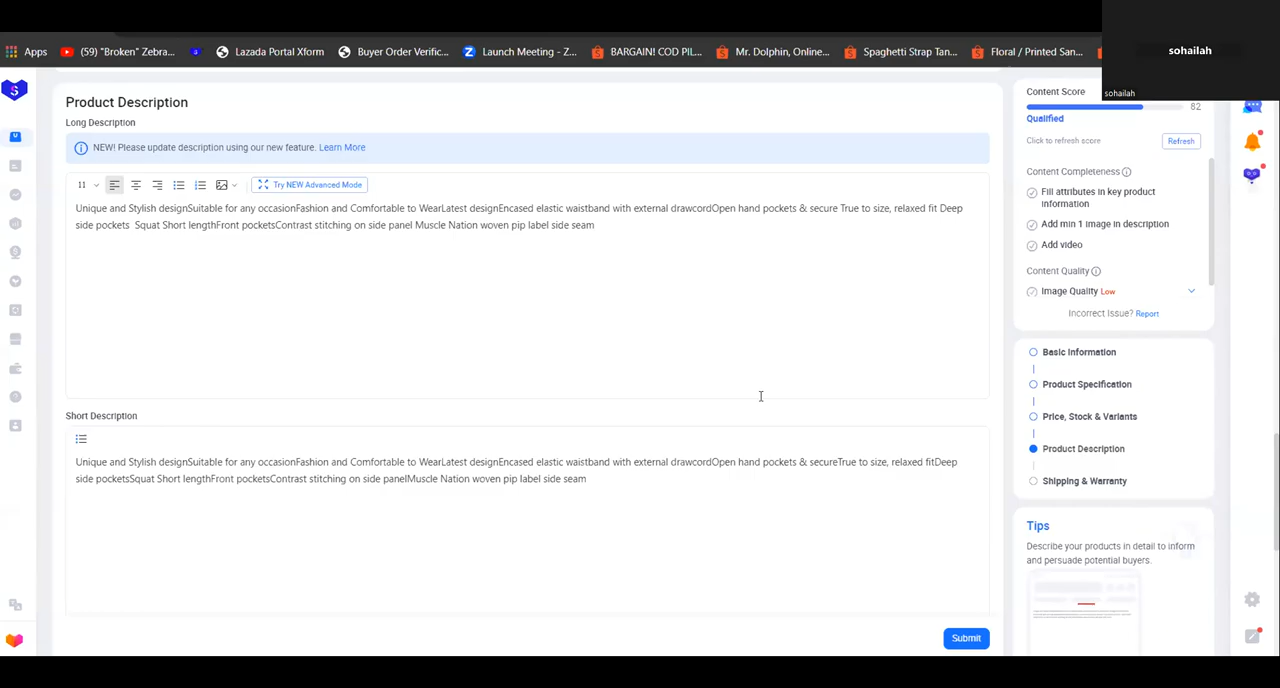 sohailah
sohailah
Apps
(59) "Broken" Zebra...
Lazada Portal Xform
Buyer Order Verific...
Launch Meeting - Z...
BARGAIN! COD PIL...
Mr. Dolphin, Online...
Spaghetti Strap Tan...
Floral / Printed San...
Product Description
Long Description
NEW! Please update description using our new feature. Learn More
11
Try NEW Advanced Mode
Unique and Stylish designSuitable for any occasionFashion and Comfortable to WearLatest designEncased elastic waistband with external drawcordOpen hand pockets & secure True to size, relaxed fit Deep
side pockets  Squat Short lengthFront pocketsContrast stitching on side panel Muscle Nation woven pip label side seam
Short Description
Unique and Stylish designSuitable for any occasionFashion and Comfortable to WearLatest designEncased elastic waistband with external drawcordOpen hand pockets & secureTrue to size, relaxed fitDeep
side pocketsSquat Short lengthFront pocketsContrast stitching on side panelMuscle Nation woven pip label side seam
Submit
Content Score
82
Qualified
Click to refresh score
Refresh
Content Completeness
Fill attributes in key product
information
Add min 1 image in description
Add video
Content Quality
Image Quality Low
Incorrect Issue? Report
Basic Information
Product Specification
Price, Stock & Variants
Product Description
Shipping & Warranty
Tips
Describe your products in detail to inform
and persuade potential buyers.